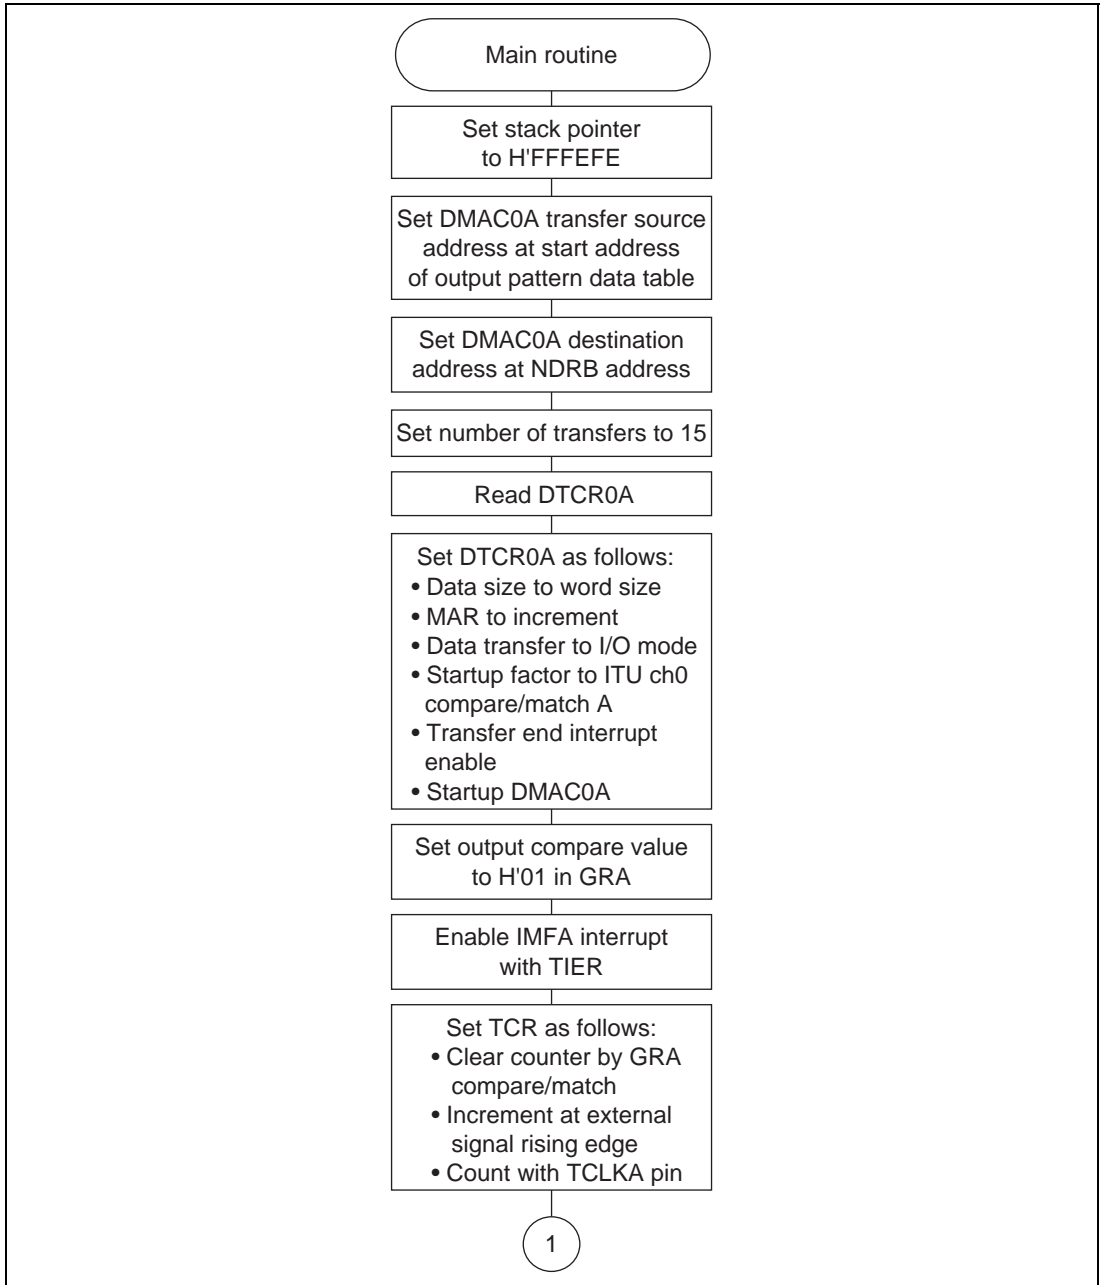 Main routine
Set stack pointer
to H'FFFEFE
Set DMAC0A transfer source
address at start address
of output pattern data table
Set DMAC0A destination
address at NDRB address
Set number of transfers to 15
Read DTCR0A
Set DTCR0A as follows:
• Data size to word size
• MAR to increment
• Data transfer to I/O mode
• Startup factor to ITU ch0
compare/match A
• Transfer end interrupt
enable
• Startup DMAC0A
Set output compare value
to H'01 in GRA
Enable IMFA interrupt
with TIER
Set TCR as follows:
• Clear counter by GRA
compare/match
• Increment at external
signal rising edge
• Count with TCLKA pin
1